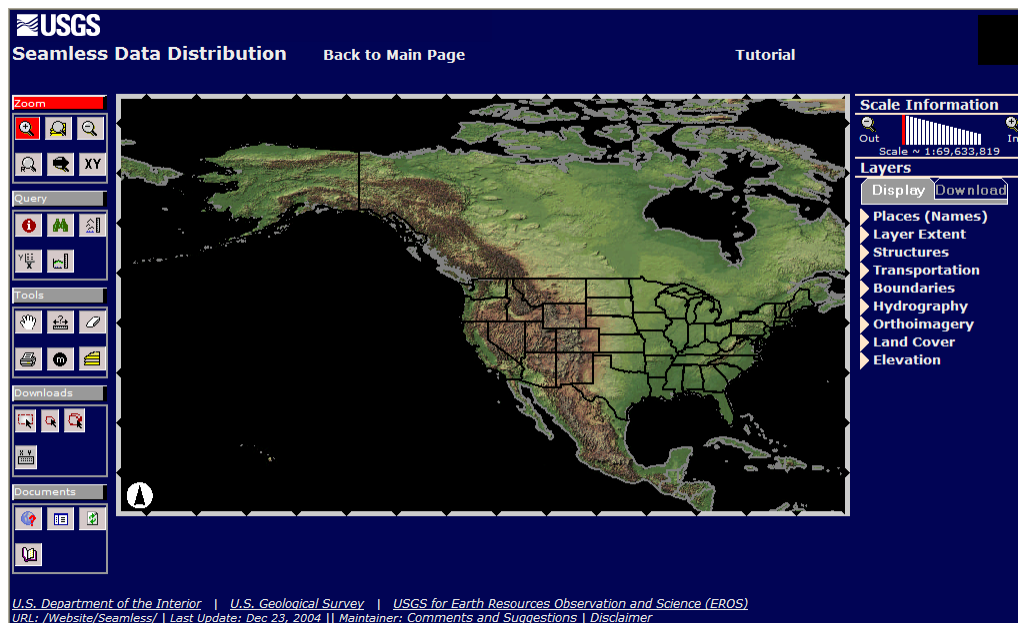 USGS
Seamless Data Distribution
Back to Main Page
Tutorial
Zoom
XY
Query
Tools
m
Downloads
Documents
Scale Information
Out
In
Scale ~ 1:69,633,819
Layers
Display
Download
Places (Names)
Layer Extent
Structures
Transportation
Boundaries
Hydrography
Orthoimagery
Land Cover
Elevation
U.S. Department of the Interior | U.S. Geological Survey | USGS for Earth Resources Observation and Science (EROS)
URL: /Website/Seamless/ | Last Update: Dec 23, 2004 || Maintainer: Comments and Suggestions | Disclaimer